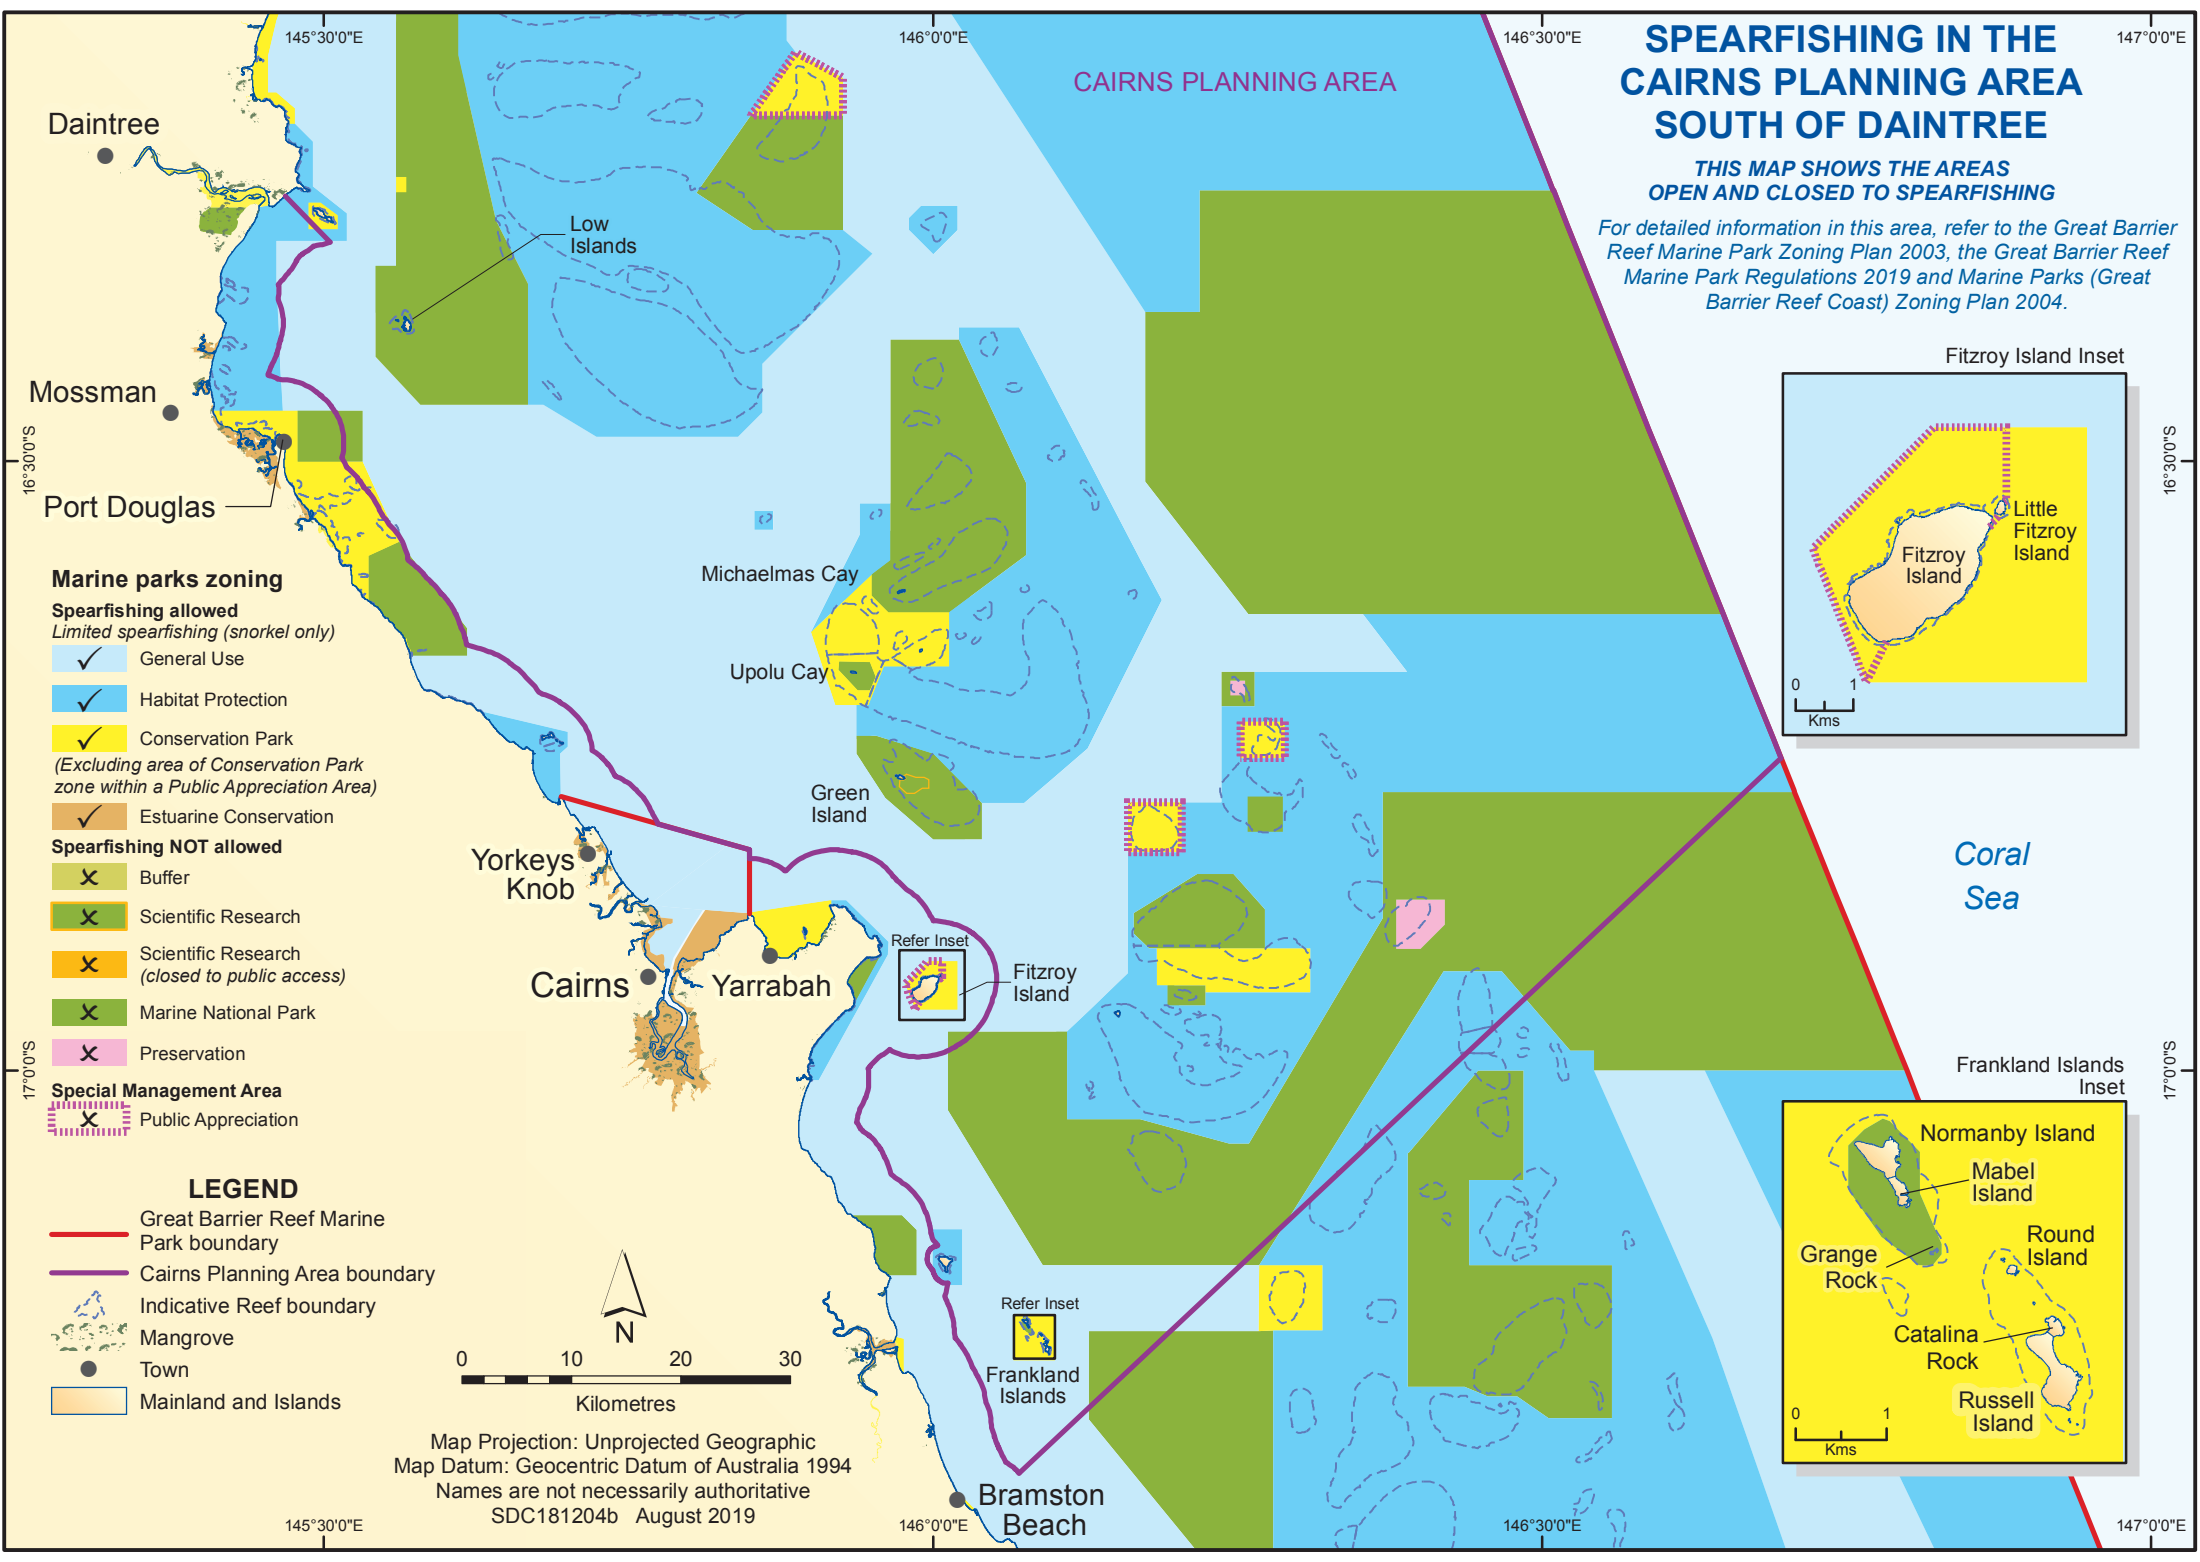 145°30'0"E
146°0'0"E
146°30'0"E
147°0'0"E
SPEARFISHING IN THE
CAIRNS PLANNING AREA
SOUTH OF DAINTREE
THIS MAP SHOWS THE AREAS
OPEN AND CLOSED TO SPEARFISHING
For detailed information in this area, refer to the Great Barrier
Reef Marine Park Zoning Plan 2003, the Great Barrier Reef
Marine Park Regulations 2019 and Marine Parks (Great
Barrier Reef Coast) Zoning Plan 2004.
CAIRNS PLANNING AREA
Daintree
Low
Islands
Mossman
16°30'0"S
16°30'0"S
Port Douglas
Michaelmas Cay
Upolu Cay
Green
Island
Yorkeys
Knob
Cairns
Yarrabah
Refer Inset
Fitzroy
Island
Coral
Sea
Fitzroy Island Inset
Little
Fitzroy
Island
Fitzroy
Island
0 1
Kms
Marine parks zoning
Spearfishing allowed
Limited spearfishing (snorkel only)
General Use
Habitat Protection
Conservation Park
(Excluding area of Conservation Park
zone within a Public Appreciation Area)
Estuarine Conservation
Spearfishing NOT allowed
Buffer
Scientific Research
Scientific Research
(closed to public access)
Marine National Park
Preservation
Special Management Area
Public Appreciation
17°0'0"S
17°0'0"S
LEGEND
Great Barrier Reef Marine
Park boundary
Cairns Planning Area boundary
Indicative Reef boundary
Mangrove
Town
Mainland and Islands
N
0 10 20 30
Kilometres
Map Projection: Unprojected Geographic
Map Datum: Geocentric Datum of Australia 1994
Names are not necessarily authoritative
SDC181204b August 2019
Refer Inset
Frankland
Islands
Bramston
Beach
Frankland Islands
Inset
Normanby Island
Mabel
Island
Round
Island
Grange
Rock
Catalina
Rock
Russell
Island
0 1
Kms
145°30'0"E
146°0'0"E
146°30'0"E
147°0'0"E